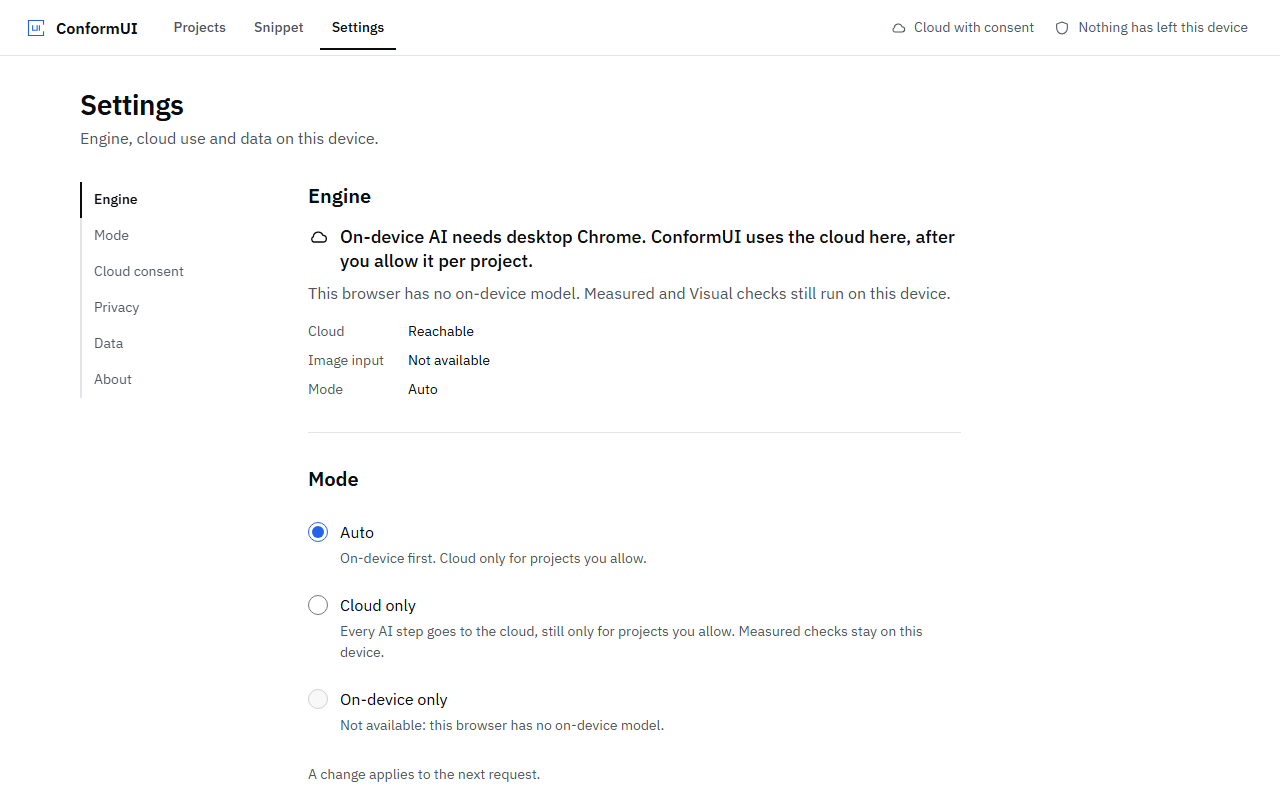 UI ConformUI Projects Snippet Settings Cloud with consent Nothing has left this device
Settings
Engine, cloud use and data on this device.
Engine
Mode
Cloud consent
Privacy
Data
About
Engine
On-device AI needs desktop Chrome. ConformUI uses the cloud here, after
you allow it per project.
This browser has no on-device model. Measured and Visual checks still run on this device.
Cloud Reachable
Image input Not available
Mode Auto
Mode
Auto
On-device first. Cloud only for projects you allow.
Cloud only
Every AI step goes to the cloud, still only for projects you allow. Measured checks stay on this
device.
On-device only
Not available: this browser has no on-device model.
A change applies to the next request.